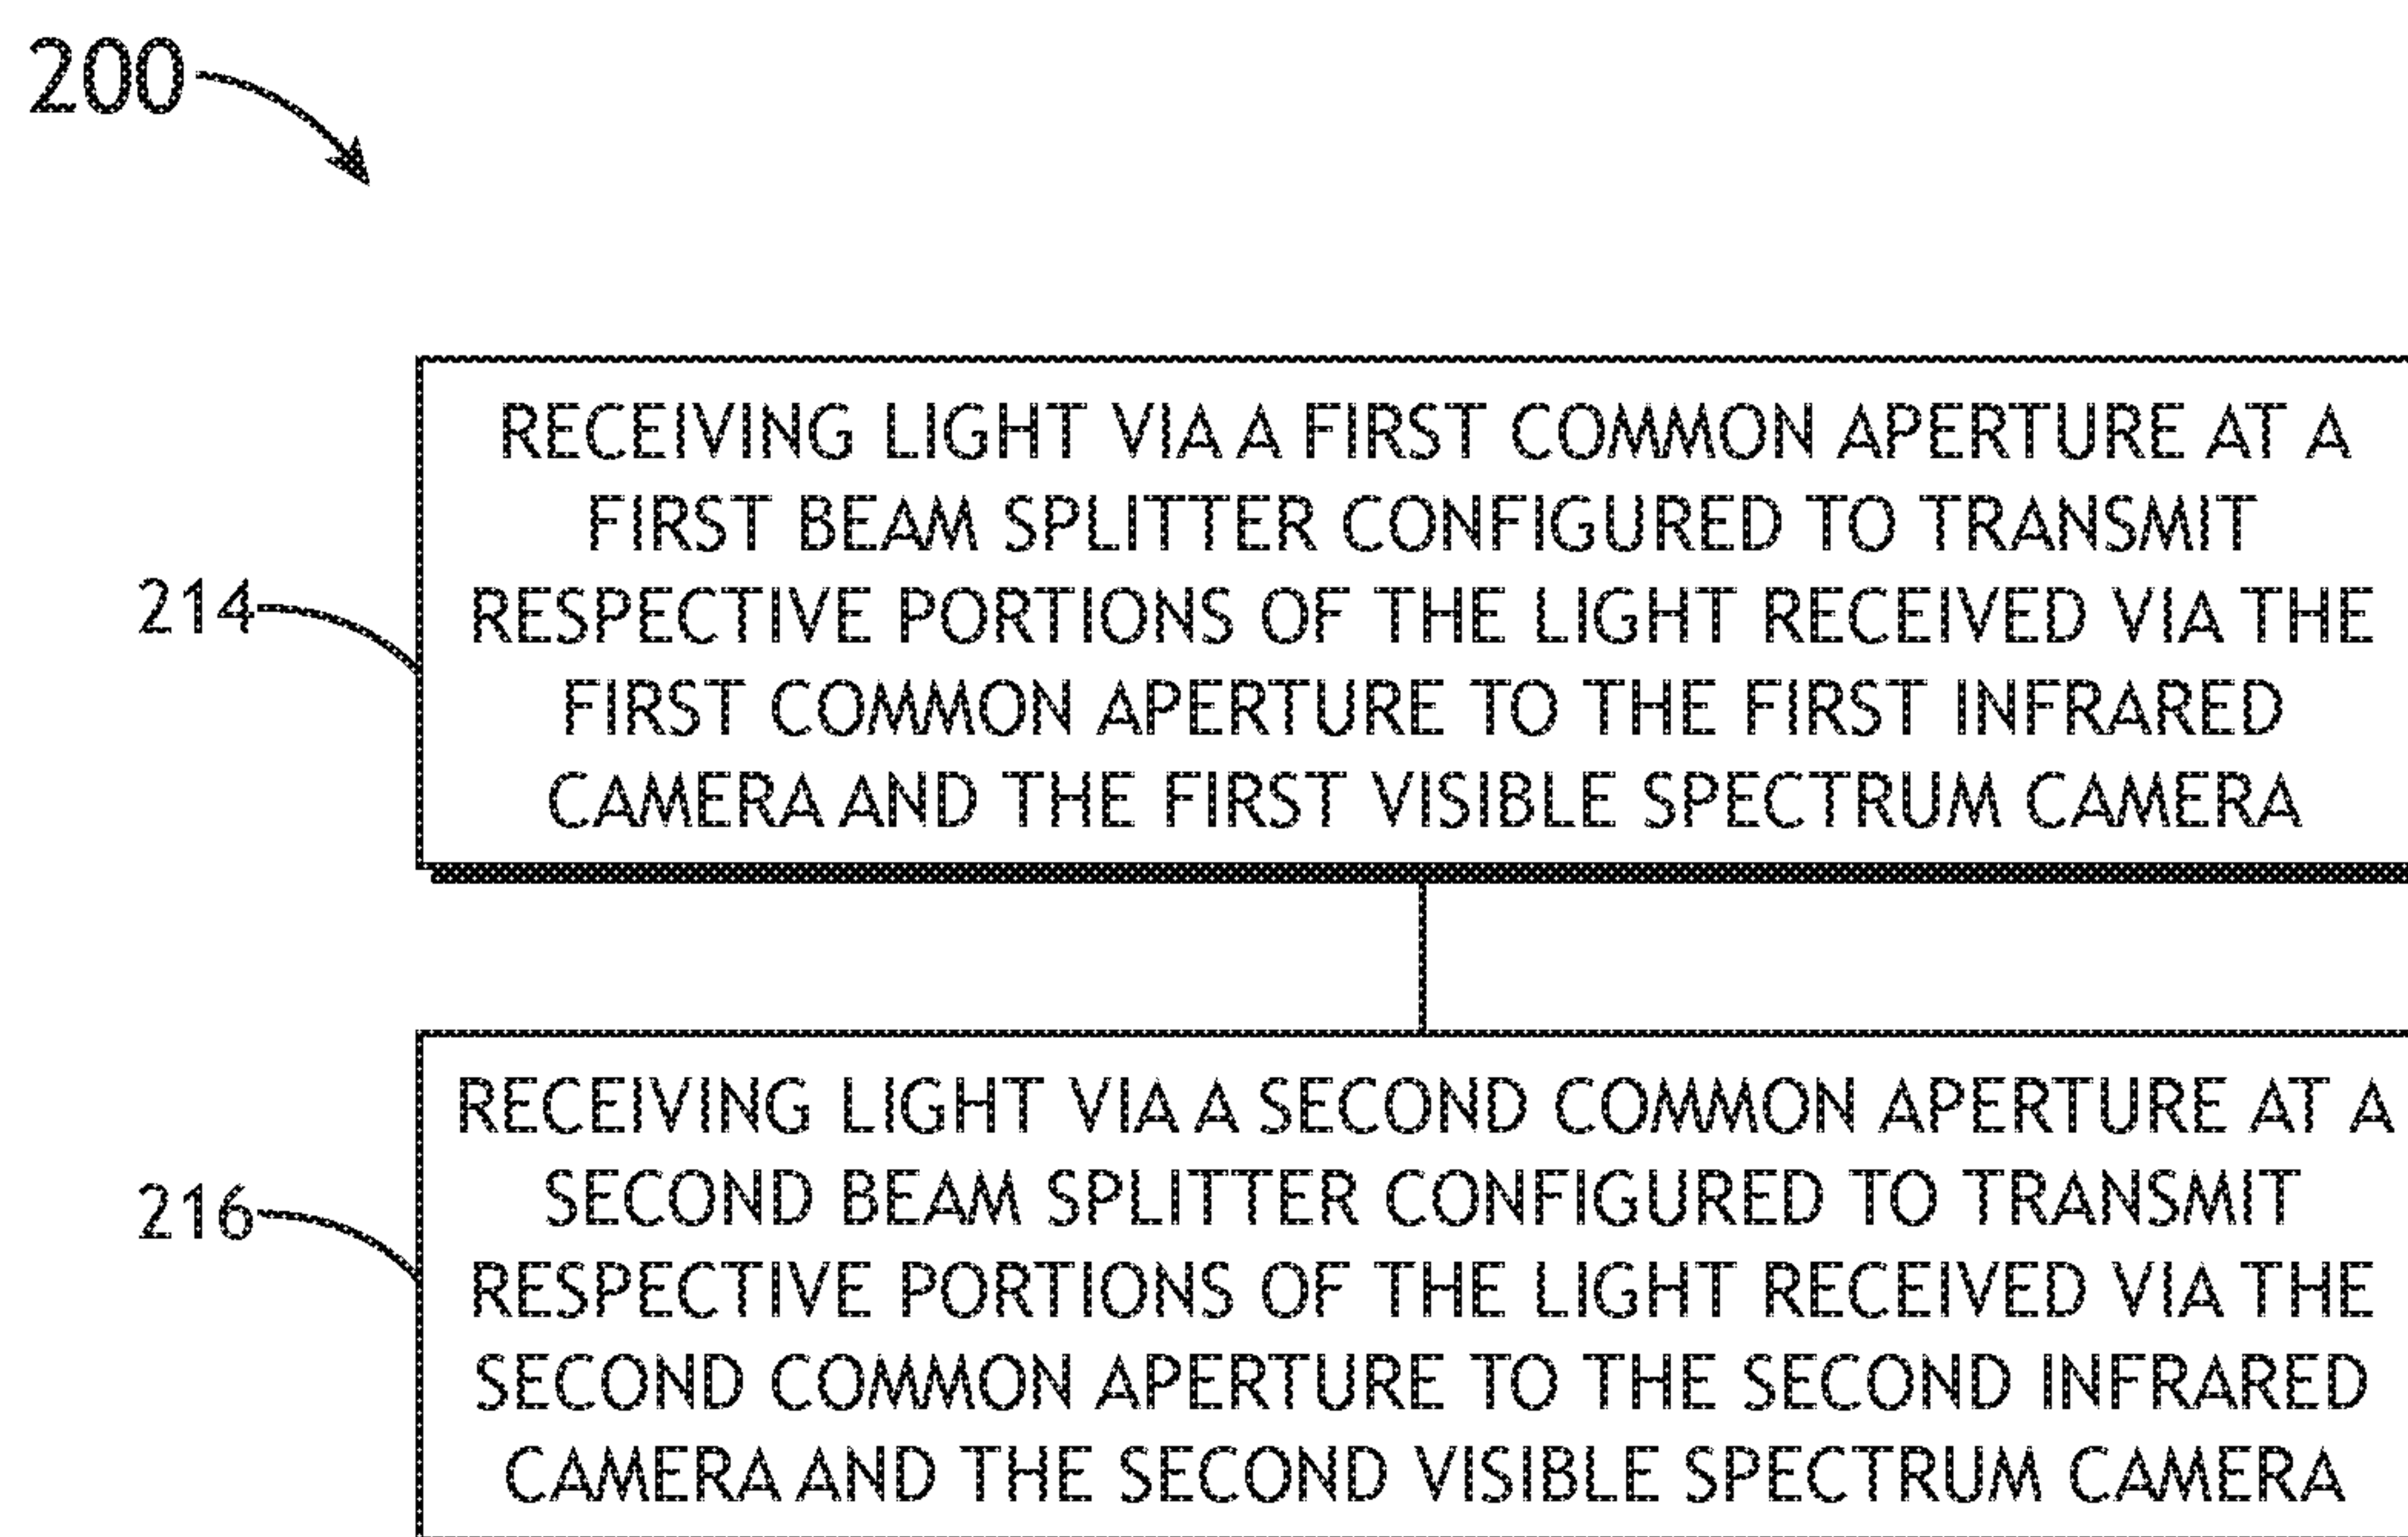 200
RECEIVING LIGHT VIA A FIRST COMMON APERTURE AT A
FIRST BEAM SPLITTER CONFIGURED TO TRANSMIT
214
RESPECTIVE PORTIONS OF THE LIGHT RECEIVED VIA THE
FIRST COMMON APERTURE TO THE FIRST INFRARED
CAMERA AND THE FIRST VISIBLE SPECTRUM CAMERA
RECEIVING LIGHT VIA A SECOND COMMON APERTURE AT A
SECOND BEAM SPLITTER CONFIGURED TO TRANSMIT
216
RESPECTIVE PORTIONS OF THE LIGHT RECEIVED VIA THE
SECOND COMMON APERTURE TO THE SECOND INFRARED
CAMERA AND THE SECOND VISIBLE SPECTRUM CAMERA